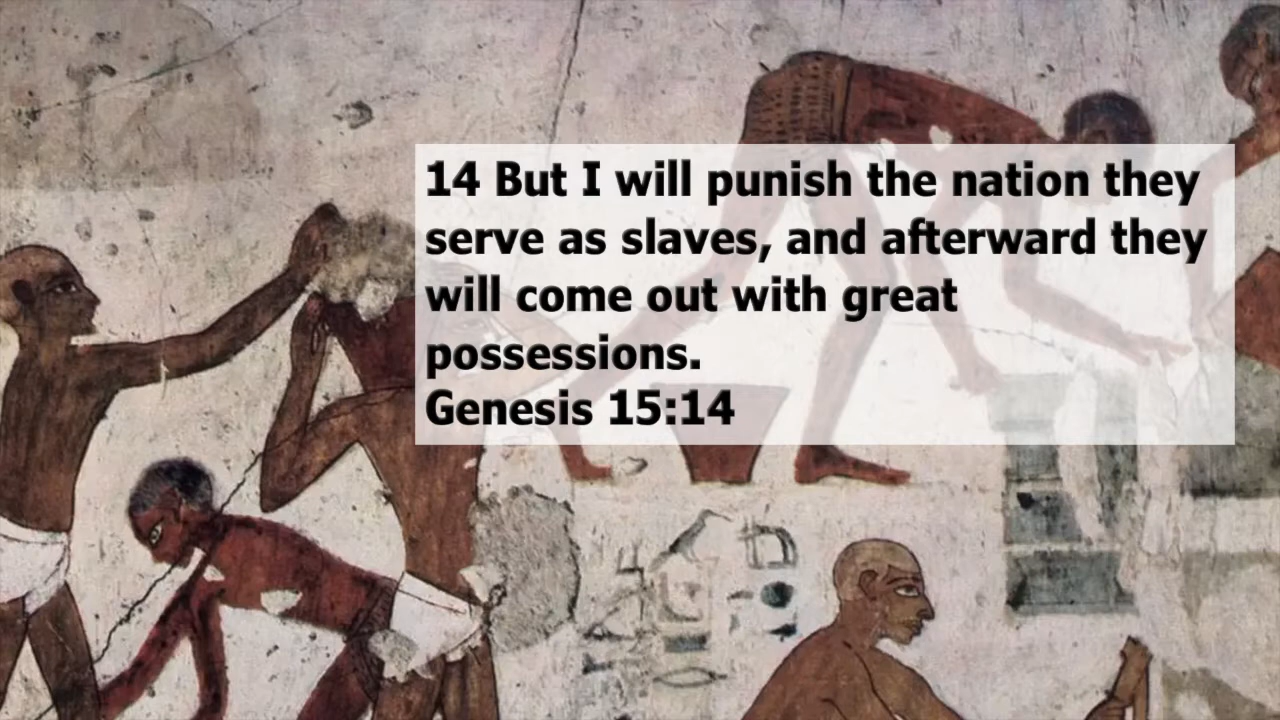 14 But I will punish the nation they
serve as slaves, and afterward they
will come out with great
possessions.
Genesis 15:14